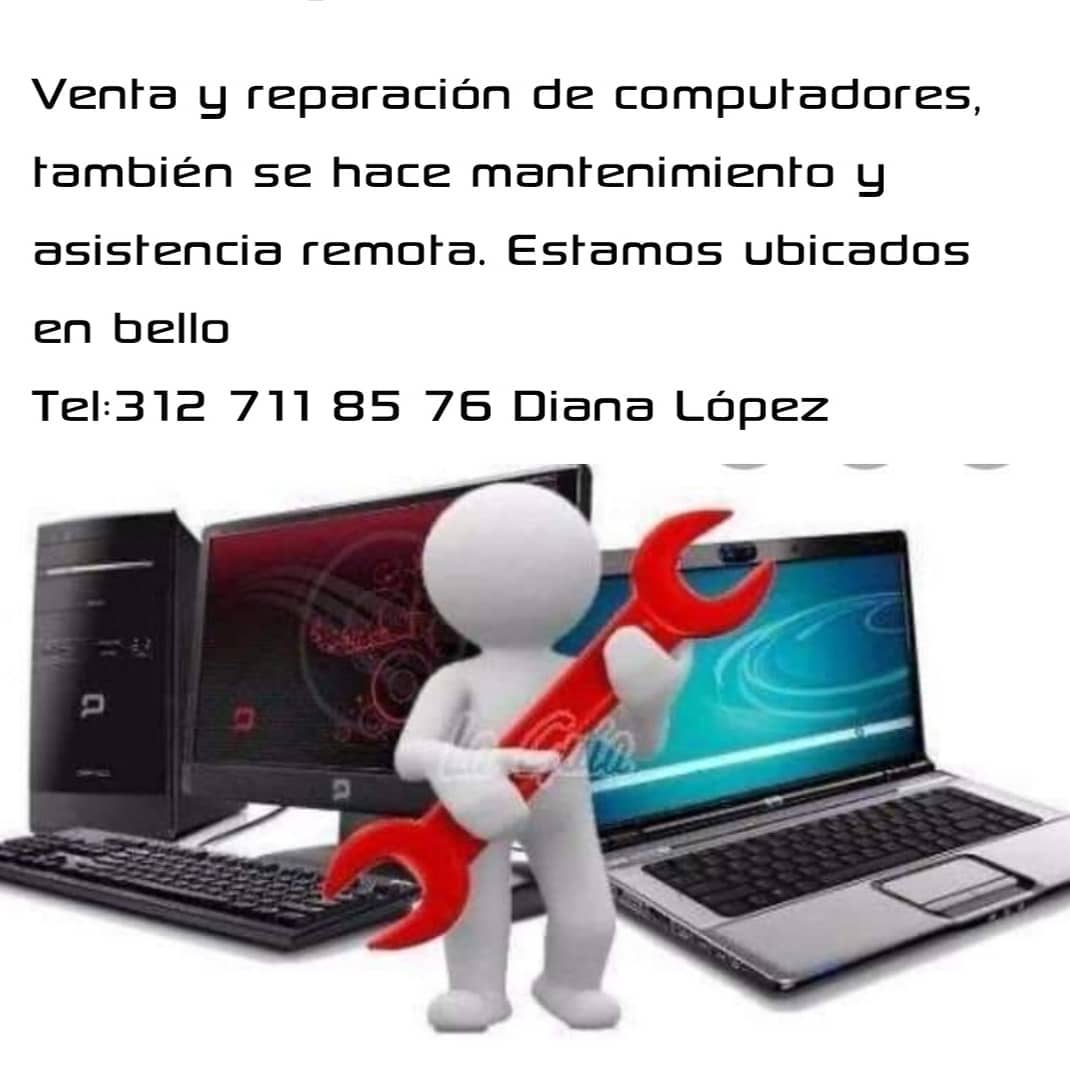 Venta y reparación de computadores,
también se hace mantenimiento y
asistencia remota. Estamos ubicados
en bello
Tel:312 711 85 76 Diana López